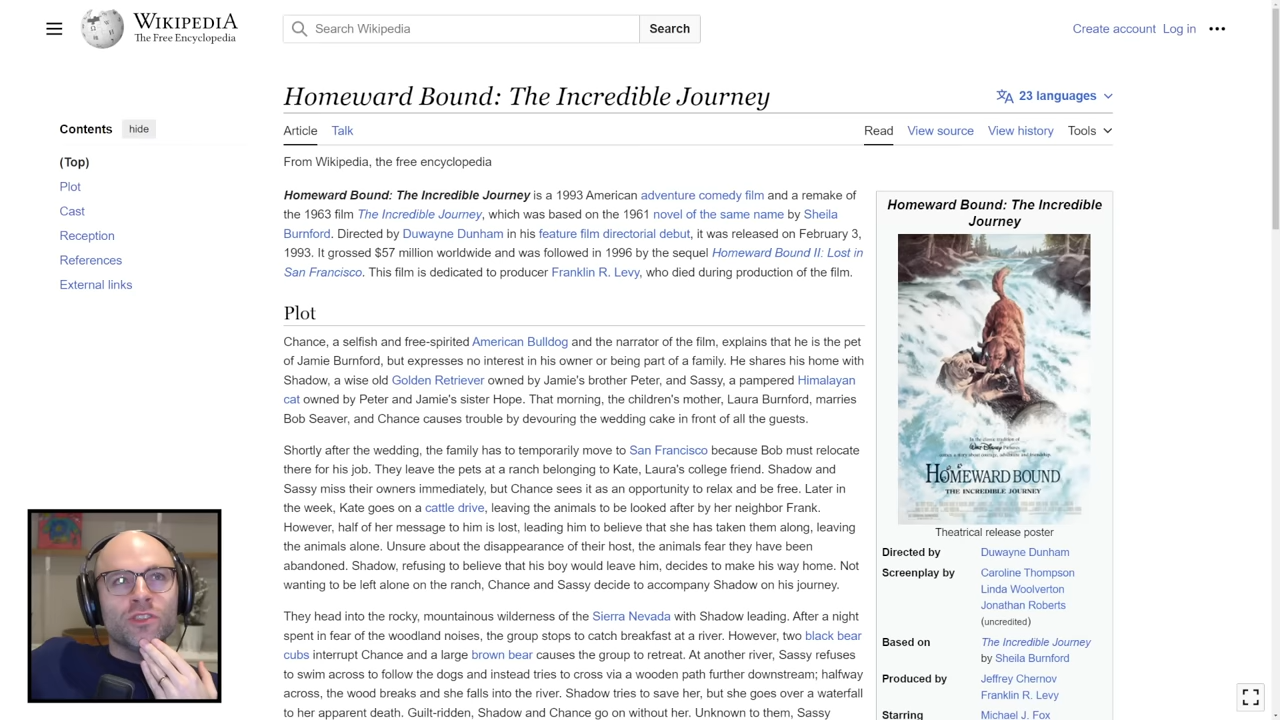 WIKIPEDIA
The Free Encyclopedia
Search Wikipedia
Search
Create account Log in
Homeward Bound: The Incredible Journey
23 languages
Contents hide
Article Talk
Read View source View history Tools
(Top)
Plot
Cast
Reception
References
External links
From Wikipedia, the free encyclopedia
Homeward Bound: The Incredible Journey is a 1993 American adventure comedy film and a remake of
the 1963 film The Incredible Journey, which was based on the 1961 novel of the same name by Sheila
Burnford. Directed by Duwayne Dunham in his feature film directorial debut, it was released on February 3,
1993. It grossed $57 million worldwide and was followed in 1996 by the sequel Homeward Bound II: Lost in
San Francisco. This film is dedicated to producer Franklin R. Levy, who died during production of the film.
Plot
Chance, a selfish and free-spirited American Bulldog and the narrator of the film, explains that he is the pet
of Jamie Burnford, but expresses no interest in his owner or being part of a family. He shares his home with
Shadow, a wise old Golden Retriever owned by Jamie's brother Peter, and Sassy, a pampered Himalayan
cat owned by Peter and Jamie's sister Hope. That morning, the children's mother, Laura Burnford, marries
Bob Seaver, and Chance causes trouble by devouring the wedding cake in front of all the guests.
Shortly after the wedding, the family has to temporarily move to San Francisco because Bob must relocate
there for his job. They leave the pets at a ranch belonging to Kate, Laura's college friend. Shadow and
Sassy miss their owners immediately, but Chance sees it as an opportunity to relax and be free. Later in
the week, Kate goes on a cattle drive, leaving the animals to be looked after by her neighbor Frank.
However, half of her message to him is lost, leading him to believe that she has taken them along, leaving
the animals alone. Unsure about the disappearance of their host, the animals fear they have been
abandoned. Shadow, refusing to believe that his boy would leave him, decides to make his way home. Not
wanting to be left alone on the ranch, Chance and Sassy decide to accompany Shadow on his journey.
They head into the rocky, mountainous wilderness of the Sierra Nevada with Shadow leading. After a night
spent in fear of the woodland noises, the group stops to catch breakfast at a river. However, two black bear
cubs interrupt Chance and a large brown bear causes the group to retreat. At another river, Sassy refuses
to swim across to follow the dogs and instead tries to cross via a wooden path further downstream; halfway
across, the wood breaks and she falls into the river. Shadow tries to save her, but she goes over a waterfall
to her apparent death. Guilt-ridden, Shadow and Chance go on without her. Unknown to them, Sassy
Homeward Bound: The Incredible
Journey
Walt Disney Pictures
HOMEWARD BOUND
THE INCREDIBLE JOURNEY
Theatrical release poster
Directed by Duwayne Dunham
Screenplay by Caroline Thompson
Linda Woolverton
Jonathan Roberts
(uncredited)
Based on The Incredible Journey
by Sheila Burnford
Produced by Jeffrey Chernov
Franklin R. Levy
Starring Michael J. Fox